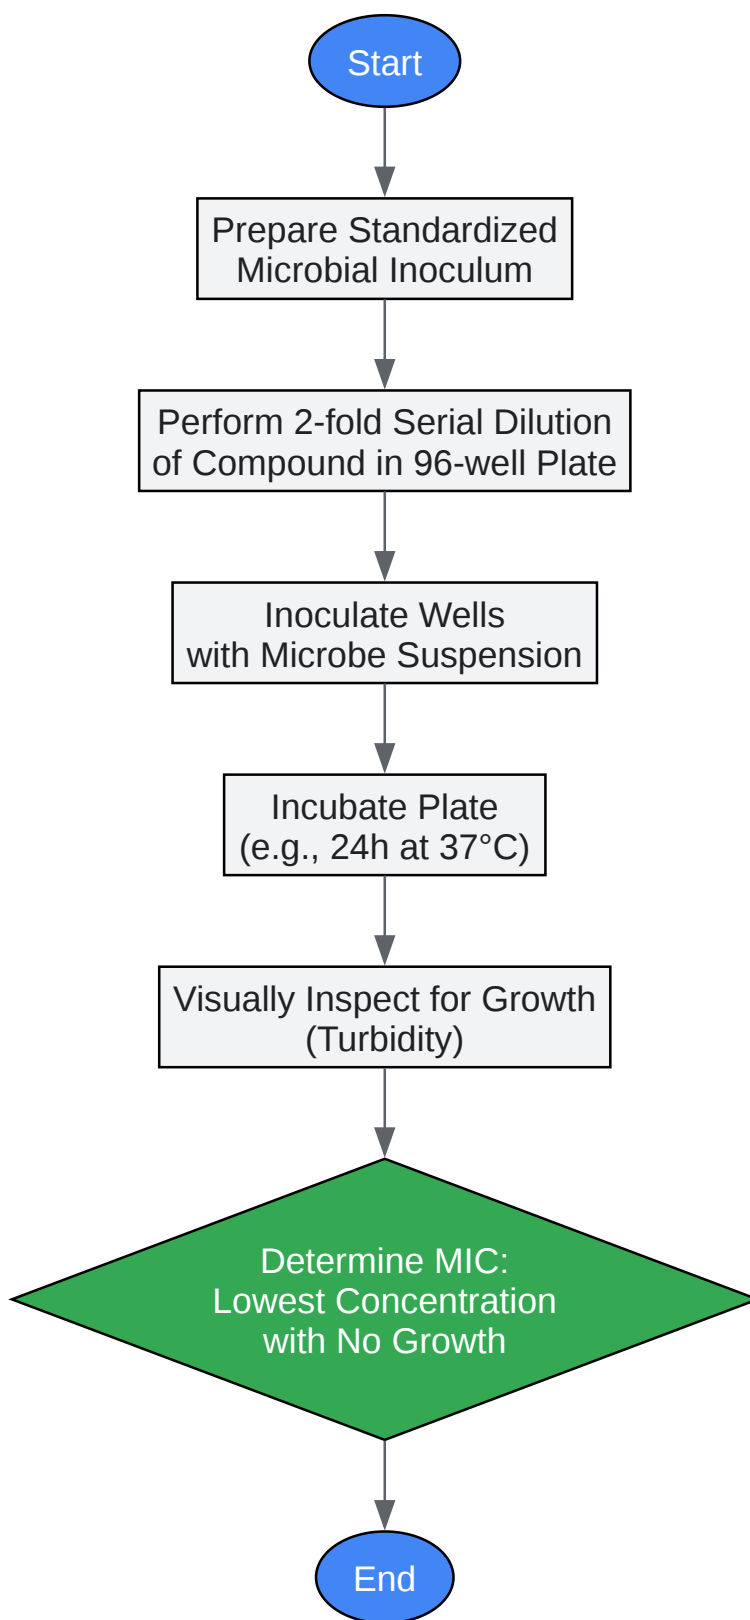 Start
Prepare Standardized
Microbial Inoculum
Perform 2-fold Serial Dilution
of Compound in 96-well Plate
Inoculate Wells
with Microbe Suspension
Incubate Plate
(e.g., 24h at 37°C)
Visually Inspect for Growth
(Turbidity)
Determine MIC:
Lowest Concentration
with No Growth
End